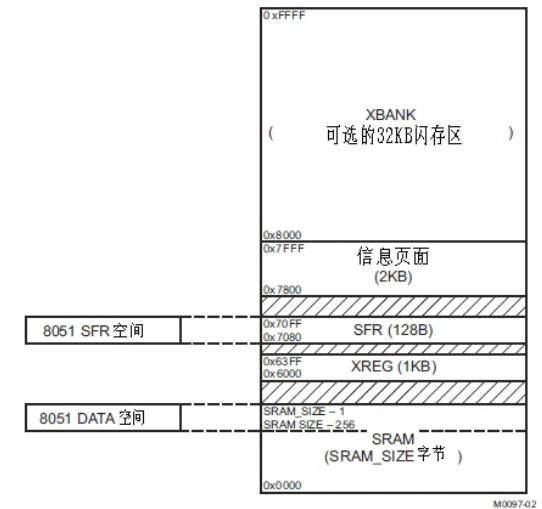 0xFFFF
XBANK
( 可选的32KB闪存区 )
0x8000
0x7FFF
信息页面
(2KB)
0x7800
8051 SFR空间
0x70FF
0x7080
SFR (128B)
0x63FF
0x6000
XREG (1KB)
8051 DATA 空间
SRAM_SIZE – 1
SRAM SIZE – 256
SRAM
(SRAM_SIZE字节 )
0x0000
M0097-02